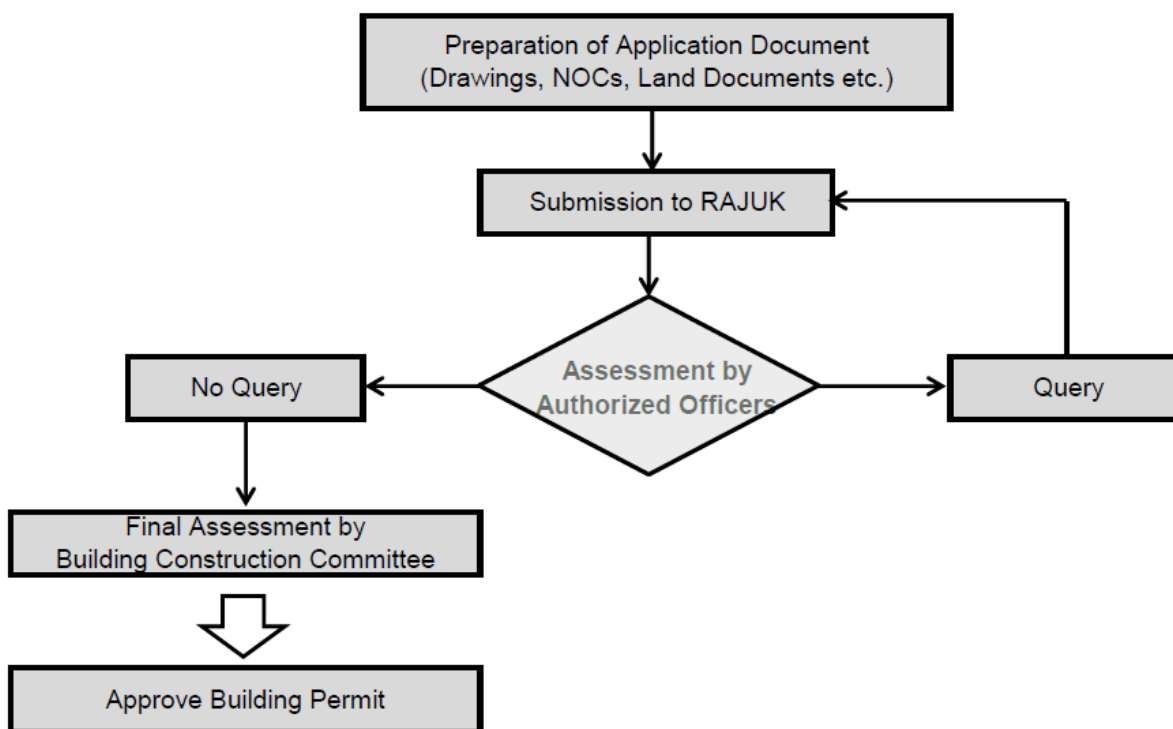 Preparation of Application Document
(Drawings, NOCs, Land Documents etc.)
Submission to RAJUK
Assessment by
Authorized Officers
No Query
Query
Final Assessment by
Building Construction Committee
Approve Building Permit